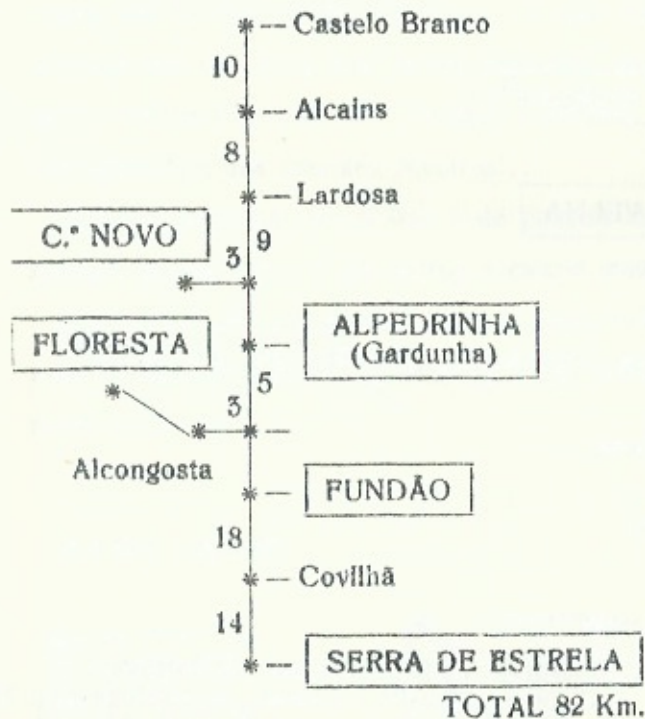 Castelo Branco
10
Alcains
8
Lardosa
C.ª NOVO
9
3
FLORESTA
ALPEDRINHA
(Gardunha)
5
3
Alcongosta
FUNDÃO
18
Covilhã
14
SERRA DE ESTRELA
TOTAL 82 Km.